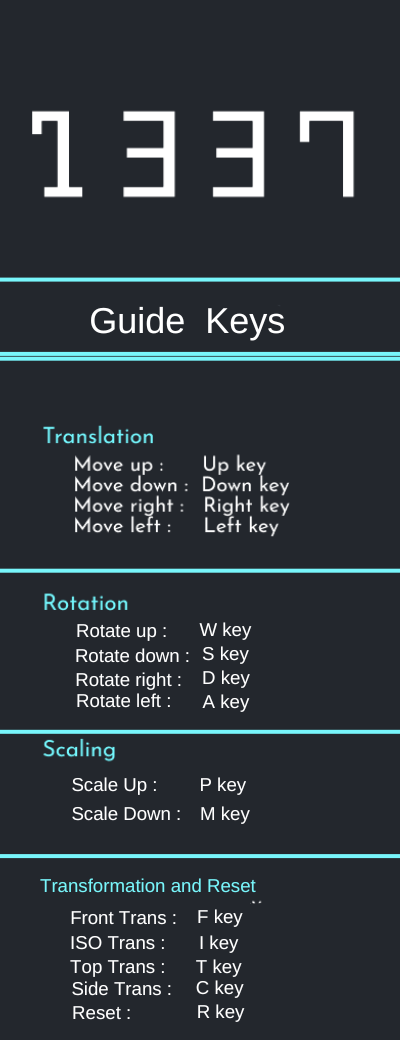 1337
Guide Keys
Translation
Move up : Up key
Move down : Down key
Move right : Right key
Move left : Left key
Rotation
Rotate up : W key
Rotate down : S key
Rotate right : D key
Rotate left : A key
Scaling
Scale Up : P key
Scale Down : M key
Transformation and Reset
Front Trans : F key
ISO Trans : I key
Top Trans : T key
Side Trans : C key
Reset : R key